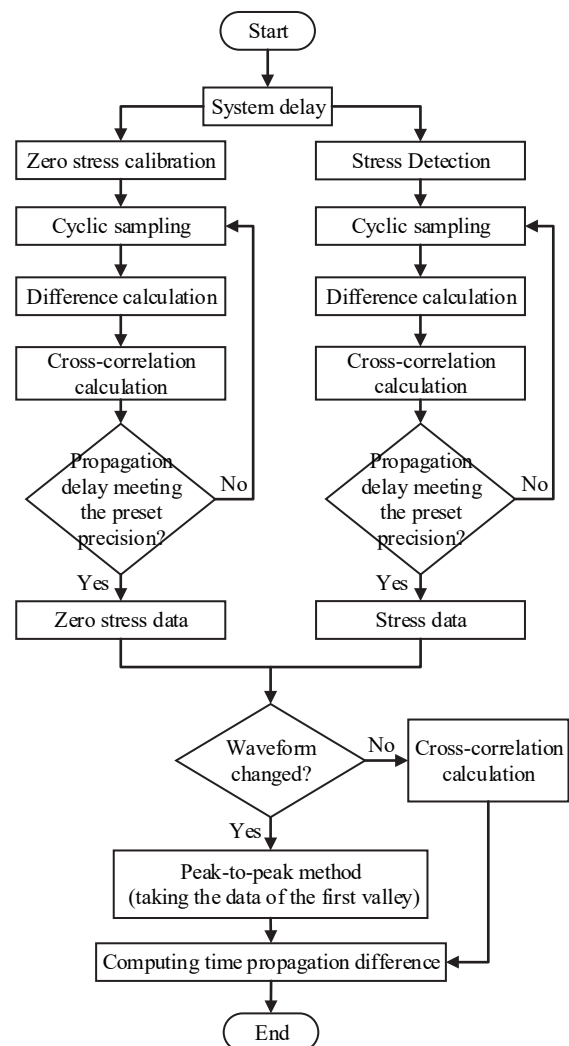 Start
System delay
Zero stress calibration
Cyclic sampling
Difference calculation
Cross-correlation
calculation
Propagation
delay meeting
the preset
precision?
No
Yes
Zero stress data
Stress Detection
Cyclic sampling
Difference calculation
Cross-correlation
calculation
Propagation
delay meeting
the preset
precision?
No
Yes
Stress data
Waveform
changed?
No
Cross-correlation
calculation
Yes
Peak-to-peak method
(taking the data of the first valley)
Computing time propagation difference
End